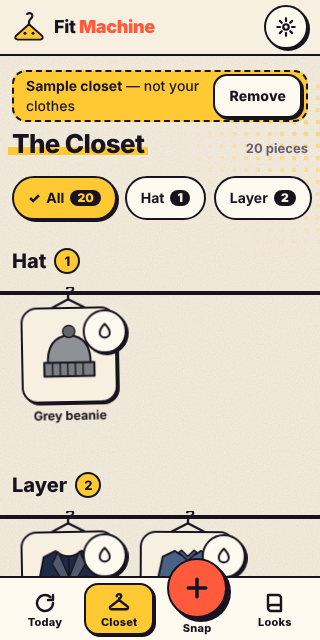 Fit Machine
Sample closet — not your
clothes
Remove
The Closet
20 pieces
All 20
Hat 1
Layer 2
Hat 1
Grey beanie
Layer 2
Today
Closet
Snap
Looks